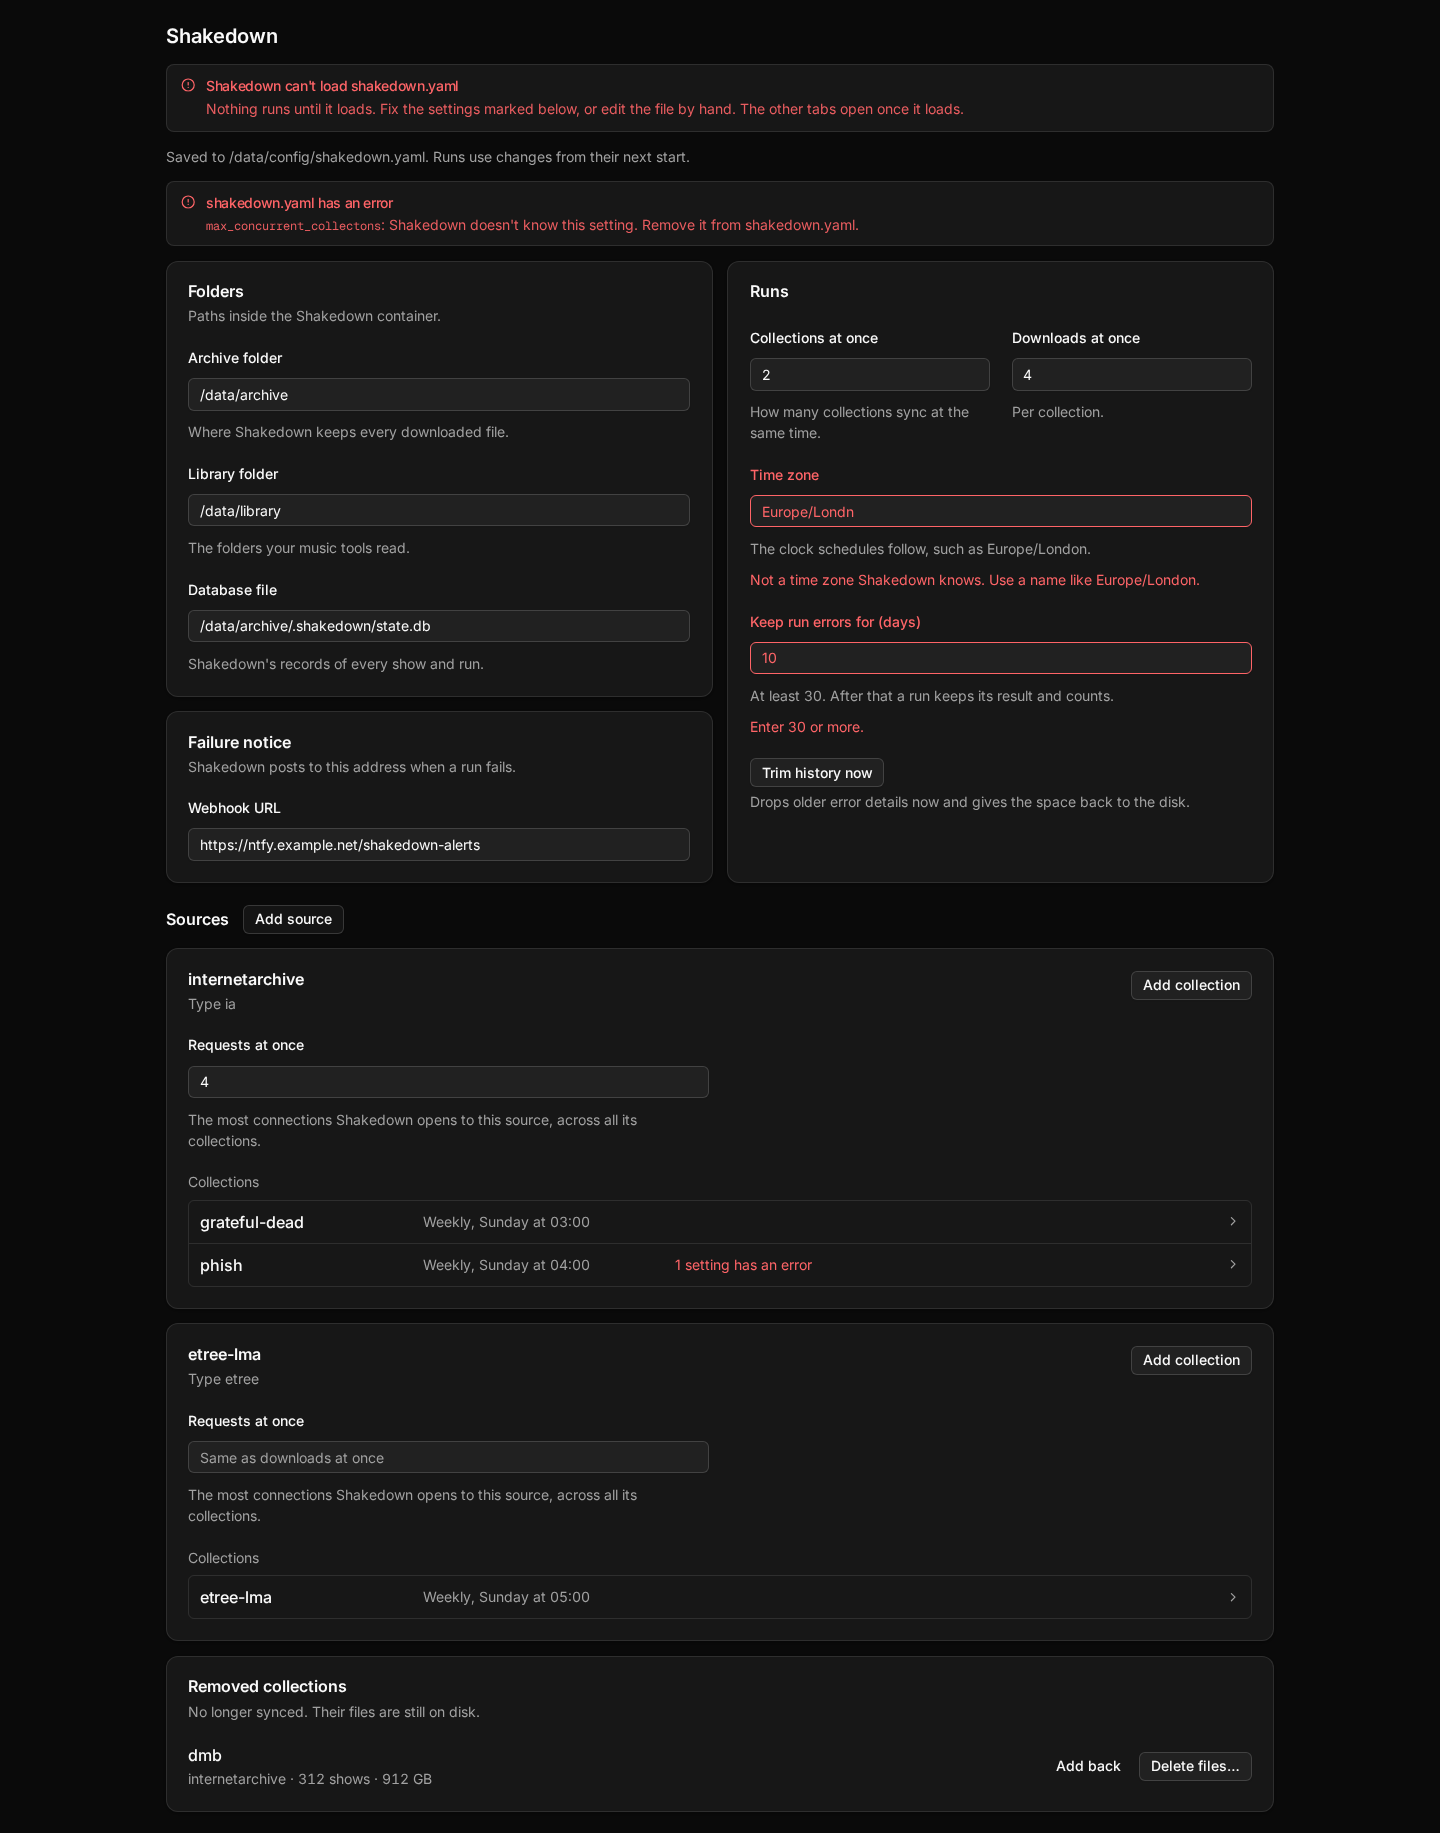 Shakedown
Shakedown can't load shakedown.yaml
Nothing runs until it loads. Fix the settings marked below, or edit the file by hand. The other tabs open once it loads.
Saved to /data/config/shakedown.yaml. Runs use changes from their next start.
shakedown.yaml has an error
max_concurrent_collectons: Shakedown doesn't know this setting. Remove it from shakedown.yaml.
Folders
Paths inside the Shakedown container.
Archive folder
/data/archive
Where Shakedown keeps every downloaded file.
Library folder
/data/library
The folders your music tools read.
Database file
/data/archive/.shakedown/state.db
Shakedown's records of every show and run.
Failure notice
Shakedown posts to this address when a run fails.
Webhook URL
https://ntfy.example.net/shakedown-alerts
Runs
Collections at once
2
How many collections sync at the
same time.
Downloads at once
4
Per collection.
Time zone
Europe/Londn
The clock schedules follow, such as Europe/London.
Not a time zone Shakedown knows. Use a name like Europe/London.
Keep run errors for (days)
10
At least 30. After that a run keeps its result and counts.
Enter 30 or more.
Trim history now
Drops older error details now and gives the space back to the disk.
Sources
Add source
internetarchive
Type ia
Add collection
Requests at once
4
The most connections Shakedown opens to this source, across all its
collections.
Collections
grateful-dead Weekly, Sunday at 03:00
phish Weekly, Sunday at 04:00 1 setting has an error
etree-lma
Type etree
Add collection
Requests at once
Same as downloads at once
The most connections Shakedown opens to this source, across all its
collections.
Collections
etree-lma Weekly, Sunday at 05:00
Removed collections
No longer synced. Their files are still on disk.
dmb
internetarchive · 312 shows · 912 GB
Add back
Delete files...